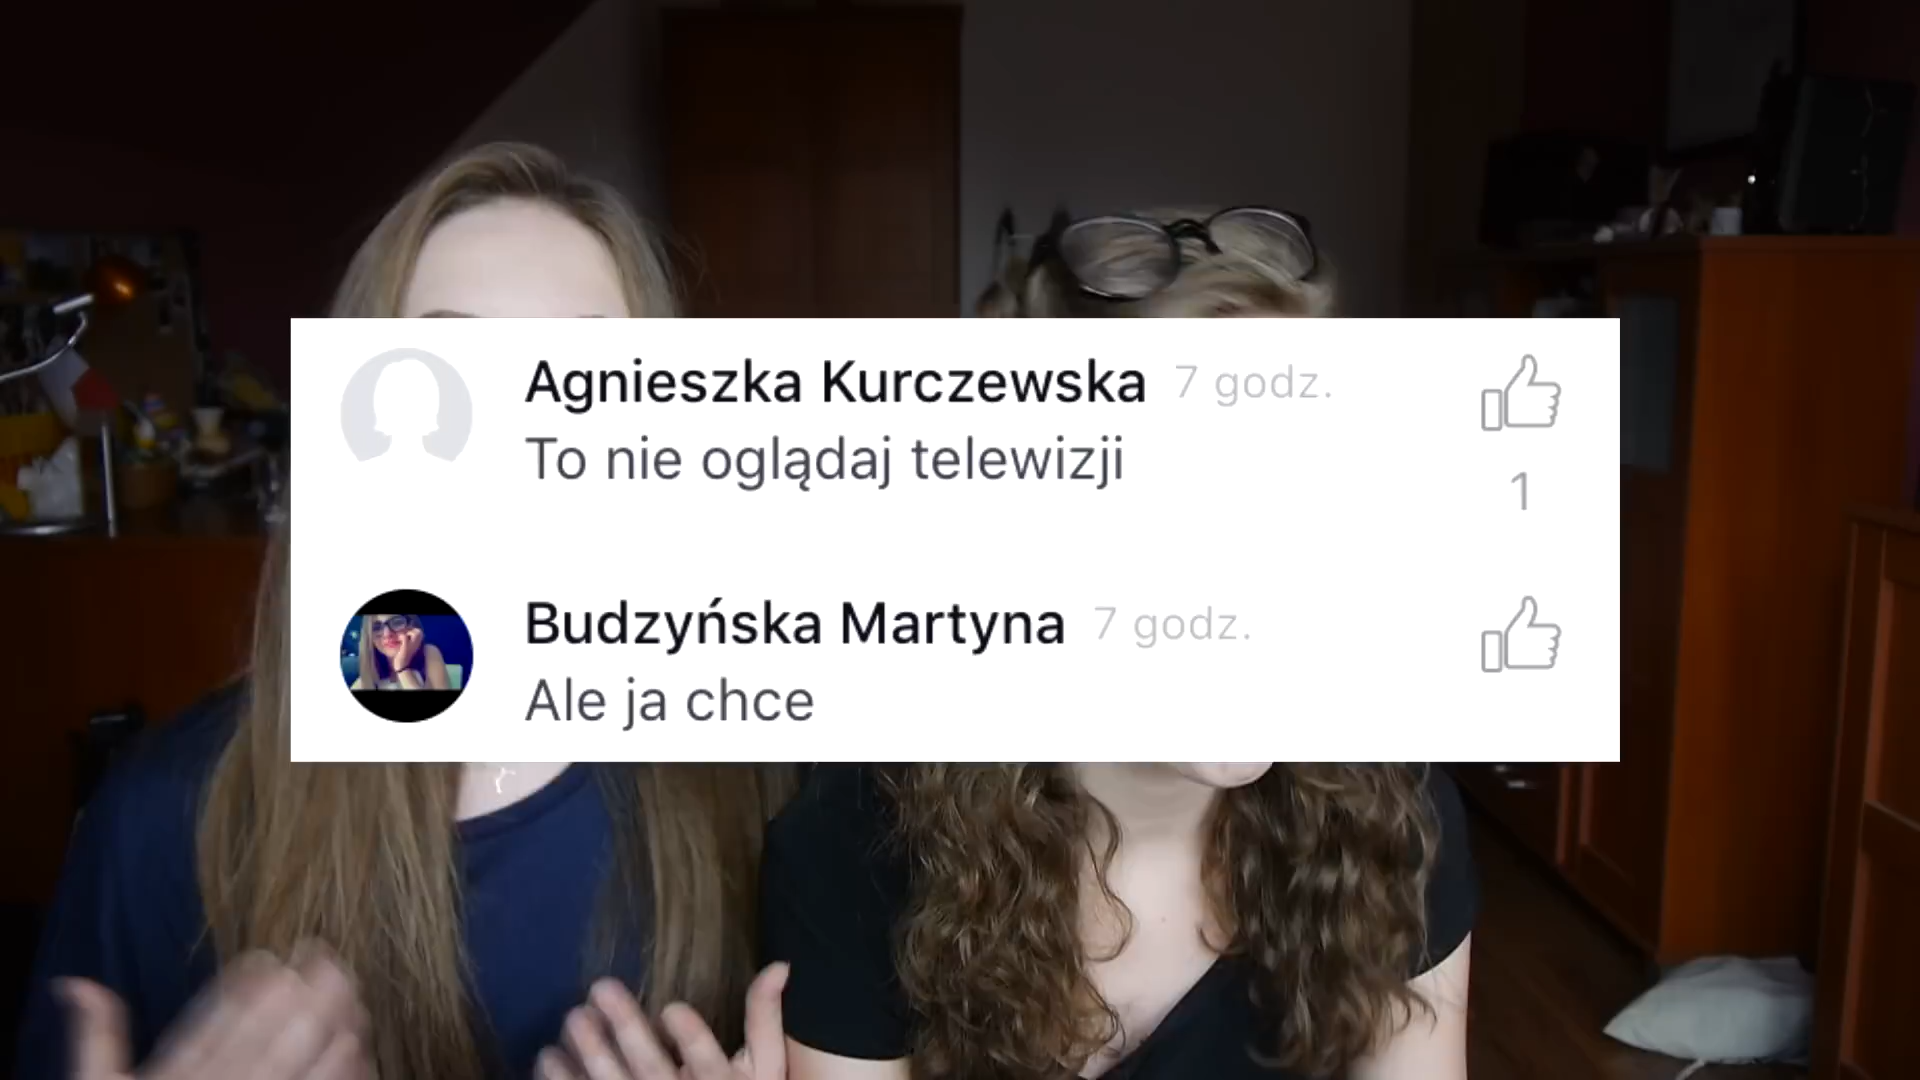 Agnieszka Kurczewska 7 godz.
To nie oglądaj telewizji
1
Budzyńska Martyna 7 godz.
Ale ja chce